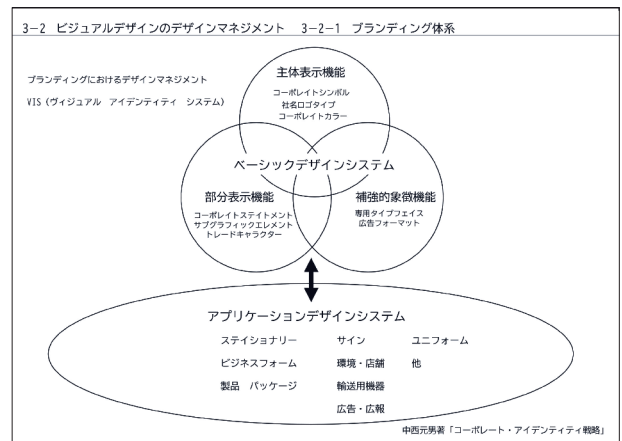 3-2 ビジュアルデザインのデザインマネジメント 3-2-1 ブランディング体系
ブランディングにおけるデザインマネジメント
VIS(ヴィジュアル アイデンティティ システム)
主体表示機能
コーポレイトシンボル
社名ロゴタイプ
コーポレイトカラー
ベーシックデザインシステム
部分表示機能
コーポレイトステイトメント
サブグラフィックエレメント
トレードキャラクター
補強的象徴機能
専用タイプフェイス
広告フォーマット
アプリケーションデザインシステム
ステイショナリー サイン ユニフォーム
ビジネスフォーム 環境・店舗 他
製品 パッケージ 輸送用機器
広告・広報
中西元男著「コーポレート・アイデンティティ戦略」